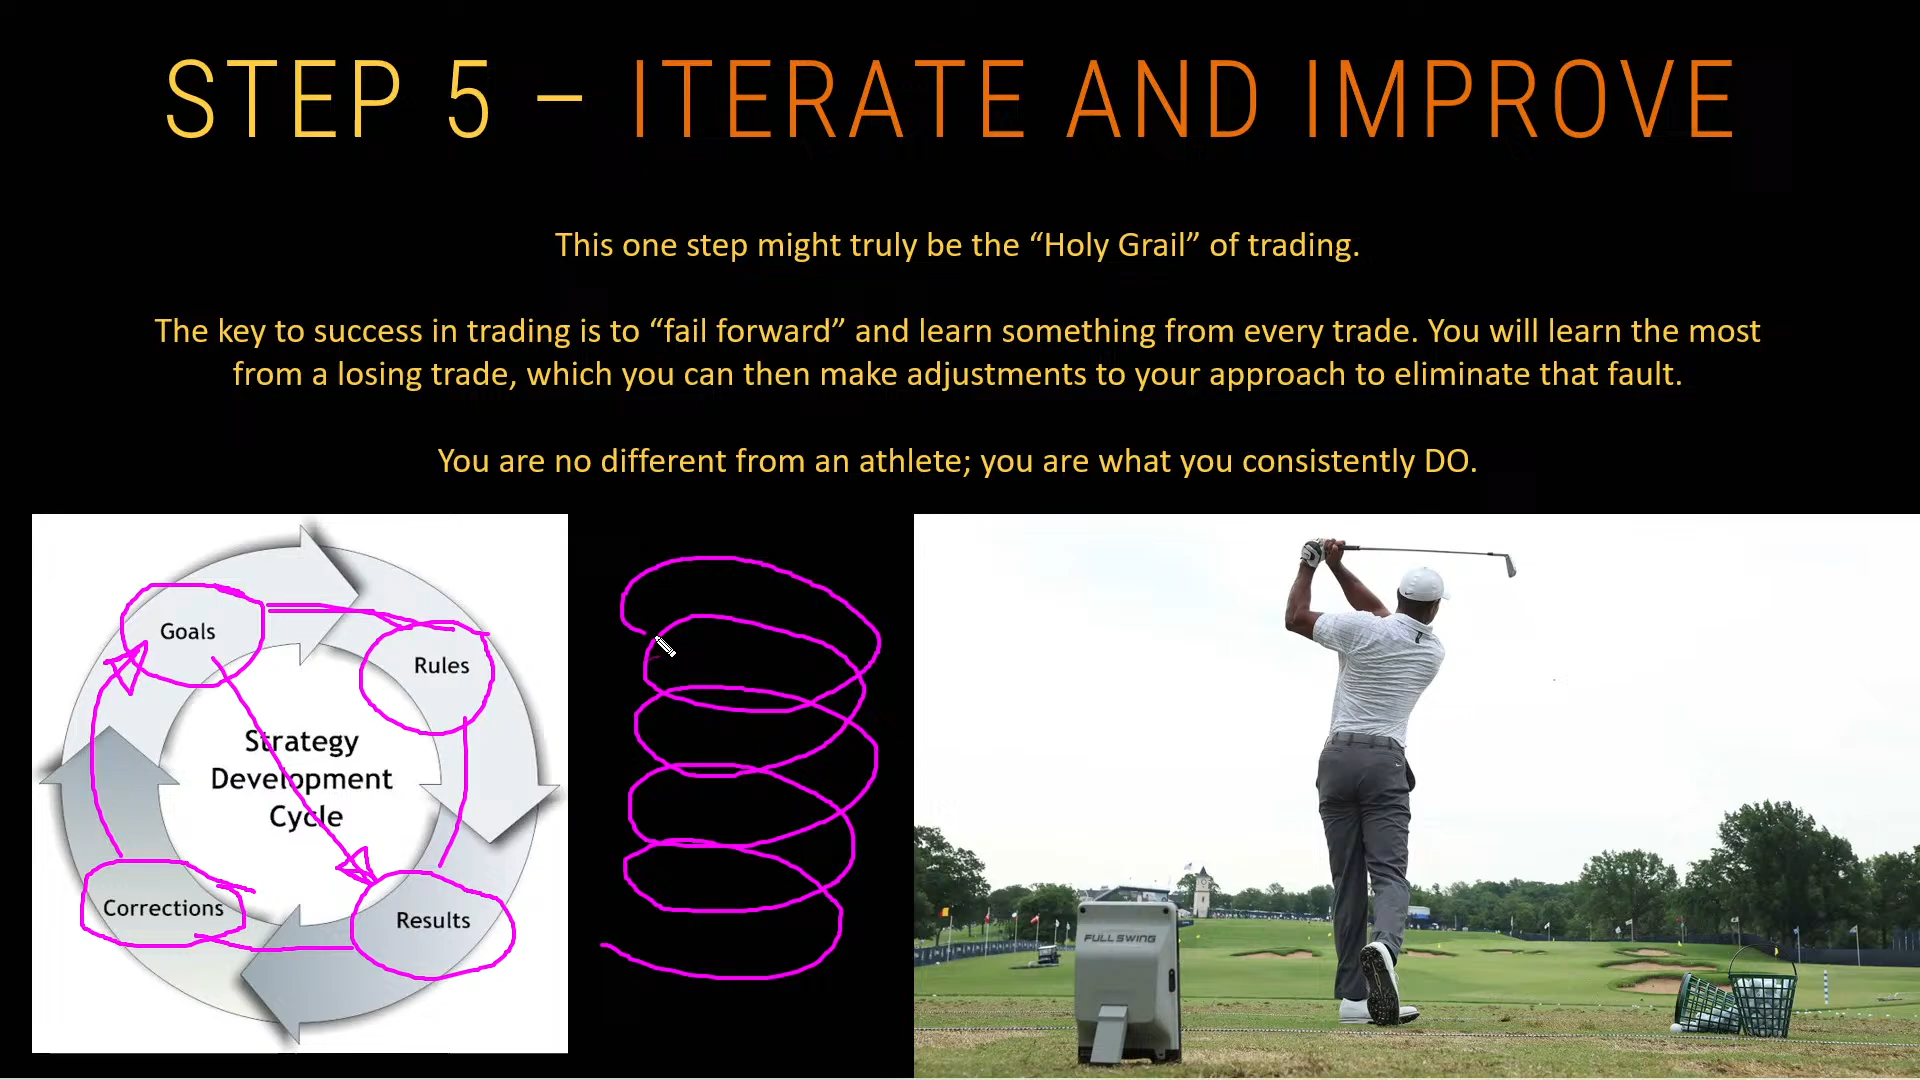 STEP 5 – ITERATE AND IMPROVE
This one step might truly be the “Holy Grail” of trading.
The key to success in trading is to “fail forward” and learn something from every trade. You will learn the most
from a losing trade, which you can then make adjustments to your approach to eliminate that fault.
You are no different from an athlete; you are what you consistently DO.
Goals
Rules
Strategy
Development
Cycle
Corrections
Results
FULL SWING